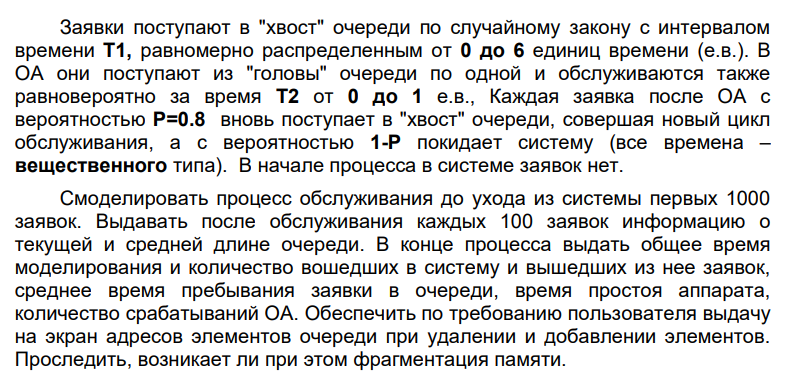 Заявки поступают в "хвост" очереди по случайному закону с интервалом
времени Т1, равномерно распределенным от 0 до 6 единиц времени (е.в.). В
ОА они поступают из "головы" очереди по одной и обслуживаются также
равновероятно за время Т2 от 0 до 1 е.в., Каждая заявка после ОА с
вероятностью Р=0.8 вновь поступает в "хвост" очереди, совершая новый цикл
обслуживания, а с вероятностью 1-Р покидает систему (все времена –
вещественного типа). В начале процесса в системе заявок нет.
Смоделировать процесс обслуживания до ухода из системы первых 1000
заявок. Выдавать после обслуживания каждых 100 заявок информацию о
текущей и средней длине очереди. В конце процесса выдать общее время
моделирования и количество вошедших в систему и вышедших из нее заявок,
среднее время пребывания заявки в очереди, время простоя аппарата,
количество срабатываний ОА. Обеспечить по требованию пользователя выдачу
на экран адресов элементов очереди при удалении и добавлении элементов.
Проследить, возникает ли при этом фрагментация памяти.